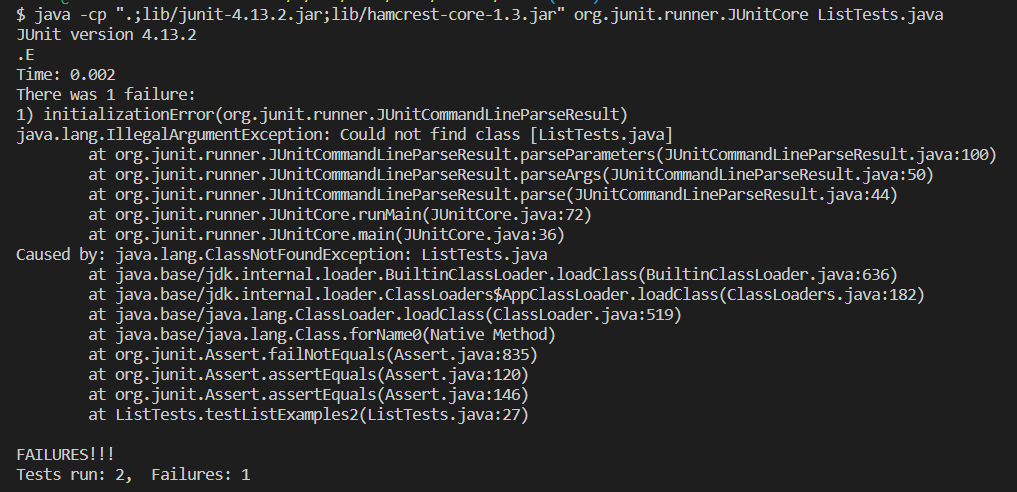 $ java -cp ".;lib/junit-4.13.2.jar;lib/hamcrest-core-1.3.jar" org.junit.runner.JUnitCore ListTests.java
JUnit version 4.13.2
.E
Time: 0.002
There was 1 failure:
1) initializationError(org.junit.runner.JUnitCommandLineParseResult)
java.lang.IllegalArgumentException: Could not find class [ListTests.java]
        at org.junit.runner.JUnitCommandLineParseResult.parseParameters(JUnitCommandLineParseResult.java:100)
        at org.junit.runner.JUnitCommandLineParseResult.parseArgs(JUnitCommandLineParseResult.java:50)
        at org.junit.runner.JUnitCommandLineParseResult.parse(JUnitCommandLineParseResult.java:44)
        at org.junit.runner.JUnitCore.runMain(JUnitCore.java:72)
        at org.junit.runner.JUnitCore.main(JUnitCore.java:36)
Caused by: java.lang.ClassNotFoundException: ListTests.java
        at java.base/jdk.internal.loader.BuiltinClassLoader.loadClass(BuiltinClassLoader.java:636)
        at java.base/jdk.internal.loader.ClassLoaders$AppClassLoader.loadClass(ClassLoaders.java:182)
        at java.base/java.lang.ClassLoader.loadClass(ClassLoader.java:519)
        at java.base/java.lang.Class.forName0(Native Method)
        at org.junit.Assert.failNotEquals(Assert.java:835)
        at org.junit.Assert.assertEquals(Assert.java:120)
        at org.junit.Assert.assertEquals(Assert.java:146)
        at ListTests.testListExamples2(ListTests.java:27)
FAILURES!!!
Tests run: 2,  Failures: 1